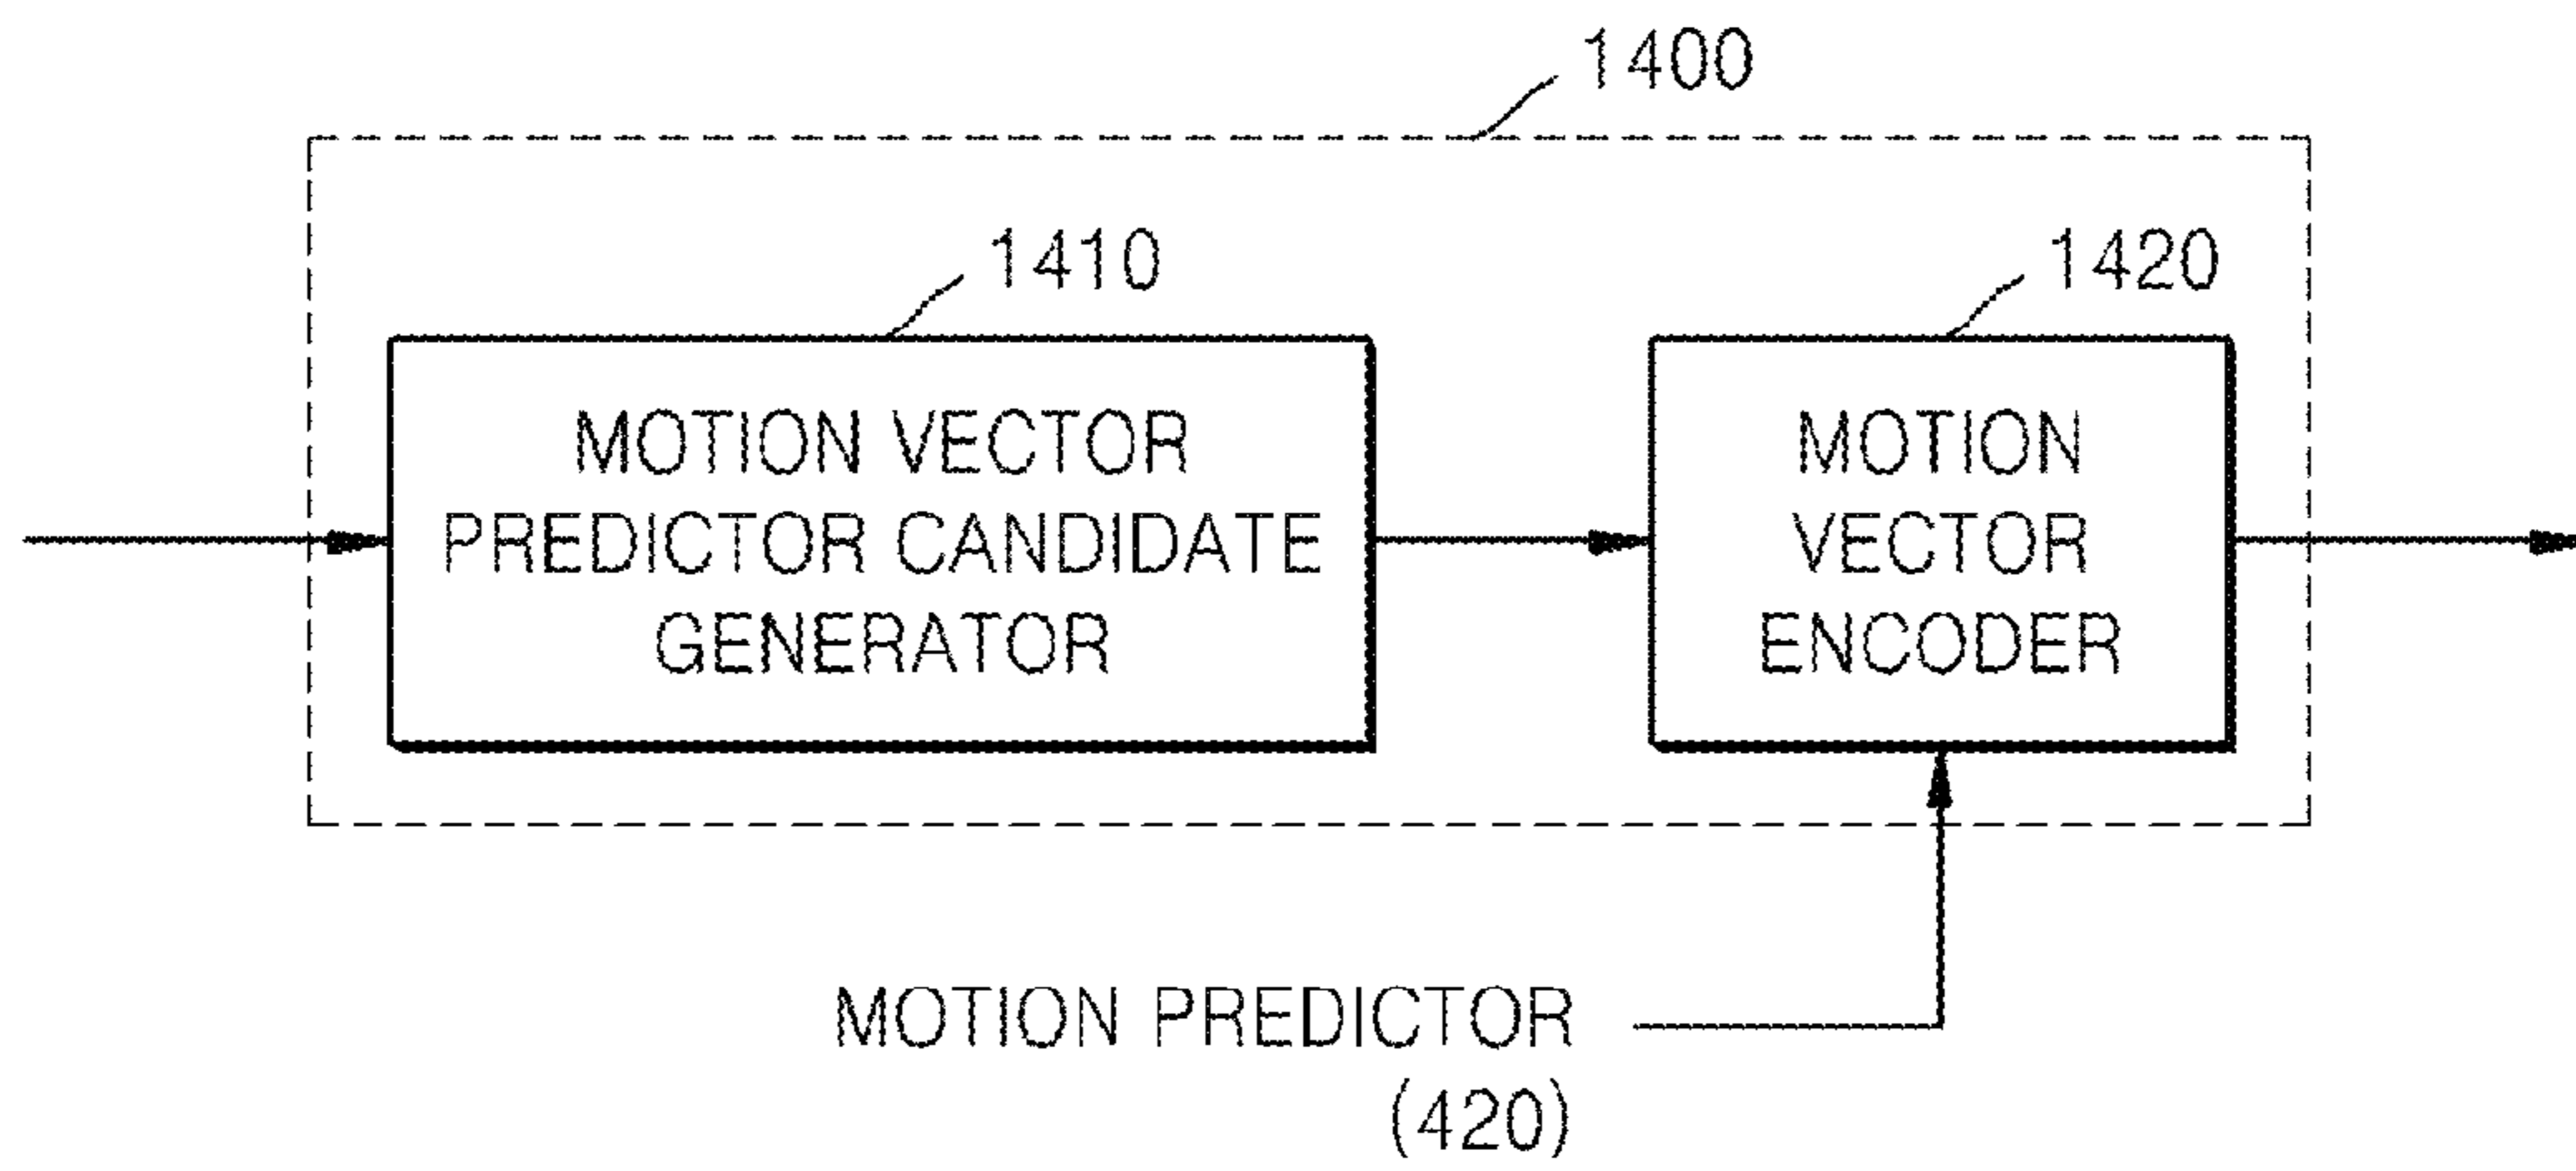 1400
1410
1420
MOTION VECTOR
PREDICTOR CANDIDATE
GENERATOR
MOTION
VECTOR
ENCODER
MOTION PREDICTOR
(420)